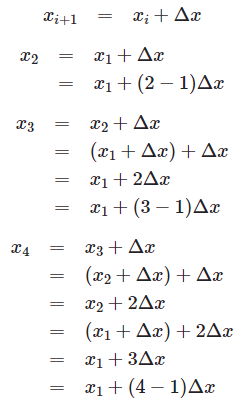 x_{i+1} = x_i + Δx
x_2 = x_1 + Δx
= x_1 + (2 − 1)Δx
x_3 = x_2 + Δx
= (x_1 + Δx) + Δx
= x_1 + 2Δx
= x_1 + (3 − 1)Δx
x_4 = x_3 + Δx
= (x_2 + Δx) + Δx
= x_2 + 2Δx
= (x_1 + Δx) + 2Δx
= x_1 + 3Δx
= x_1 + (4 − 1)Δx